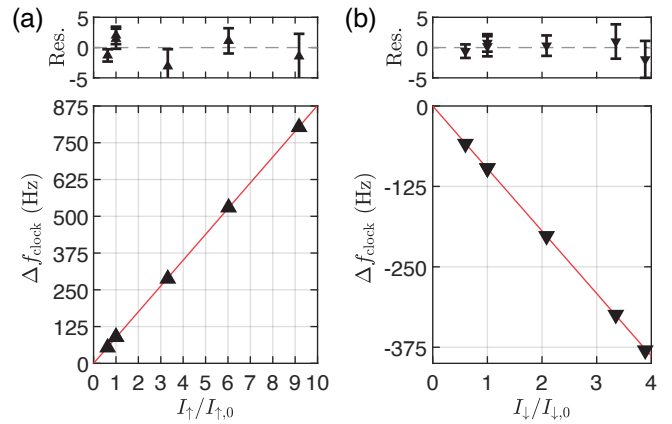 (a)
Res.
5
0
-5
Δf_clock (Hz)
875
750
625
500
375
250
125
0
0 1 2 3 4 5 6 7 8 9 10
I↑/I↑,0
(b)
Res.
5
0
-5
Δf_clock (Hz)
0
-125
-250
-375
0 1 2 3 4
I↓/I↓,0